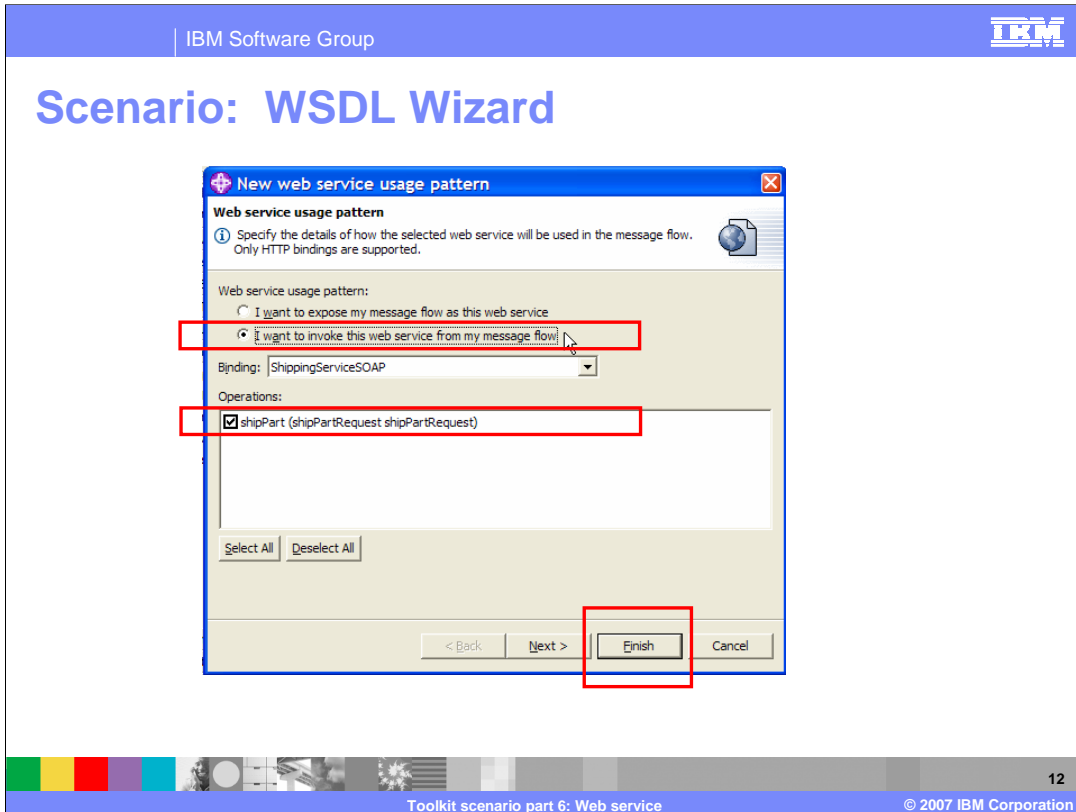 IBM Software Group
IBM
Scenario: WSDL Wizard
New web service usage pattern
Web service usage pattern
Specify the details of how the selected web service will be used in the message flow.
Only HTTP bindings are supported.
Web service usage pattern:
I want to expose my message flow as this web service
I want to invoke this web service from my message flow
Binding: ShippingServiceSOAP
Operations:
shipPart (shipPartRequest shipPartRequest)
Select All Deselect All
< Back Next > Finish Cancel
12
Toolkit scenario part 6: Web service © 2007 IBM Corporation